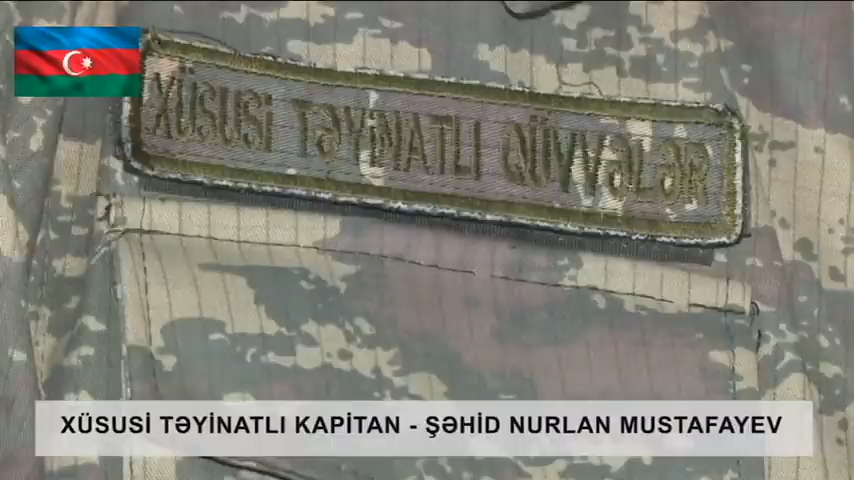 XÜSUSİ TƏYİNATLI QÜVVƏLƏR
XÜSUSİ TƏYİNATLI KAPİTAN - ŞƏHİD NURLAN MUSTAFAYEV